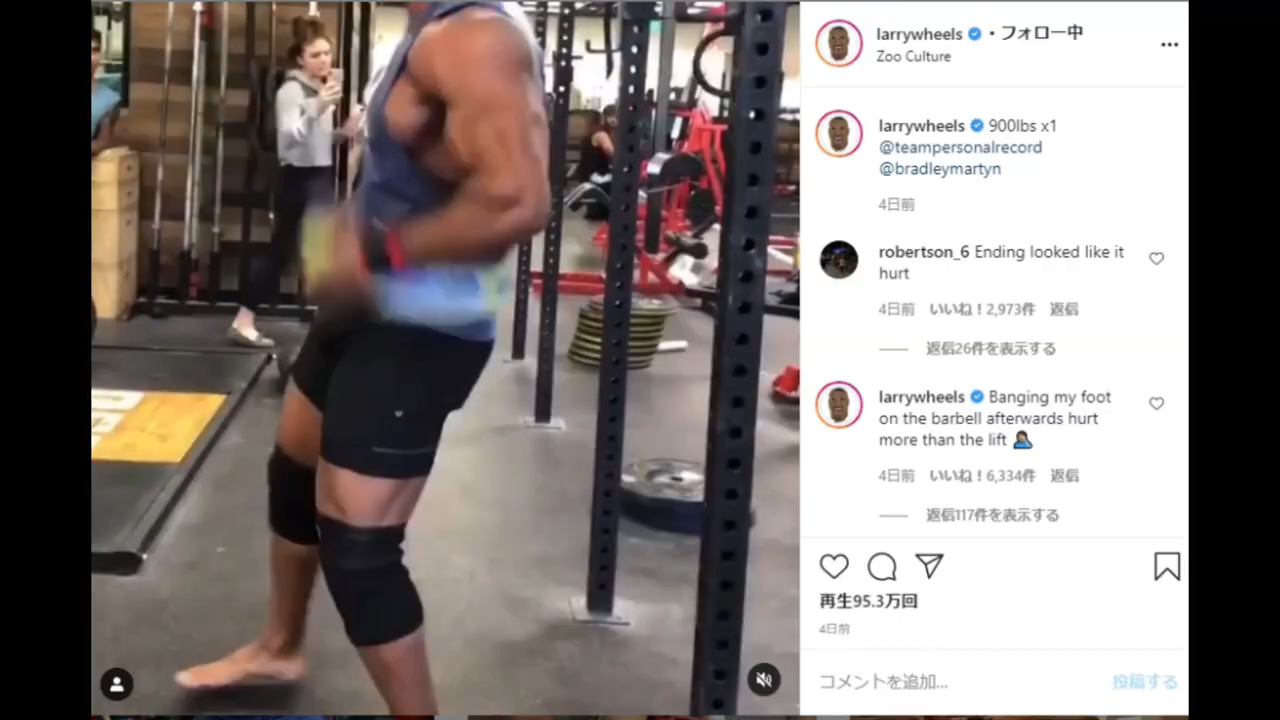 larrywheels • フォロー中
Zoo Culture
larrywheels 900lbs x1
@teampersonalrecord
@bradleymartyn
4日前
robertson_6 Ending looked like it
hurt
4日前 いいね！2,973件 返信
返信26件を表示する
larrywheels Banging my foot
on the barbell afterwards hurt
more than the lift
4日前 いいね！6,334件 返信
返信117件を表示する
再生95.3万回
4日前
コメントを追加... 投稿する